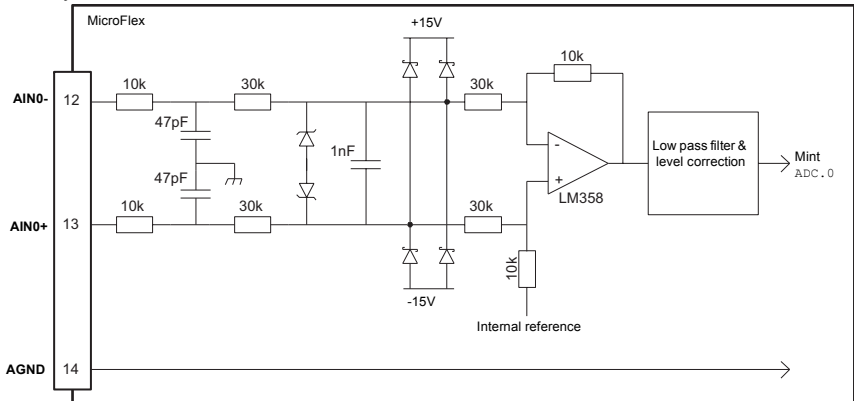 MicroFlex
+15V
AIN0-
12
10k
30k
30k
10k
47pF
47pF
1nF
-
+
LM358
Low pass filter &
level correction
Mint
ADC.0
AIN0+
13
10k
30k
30k
10k
-15V
Internal reference
AGND
14